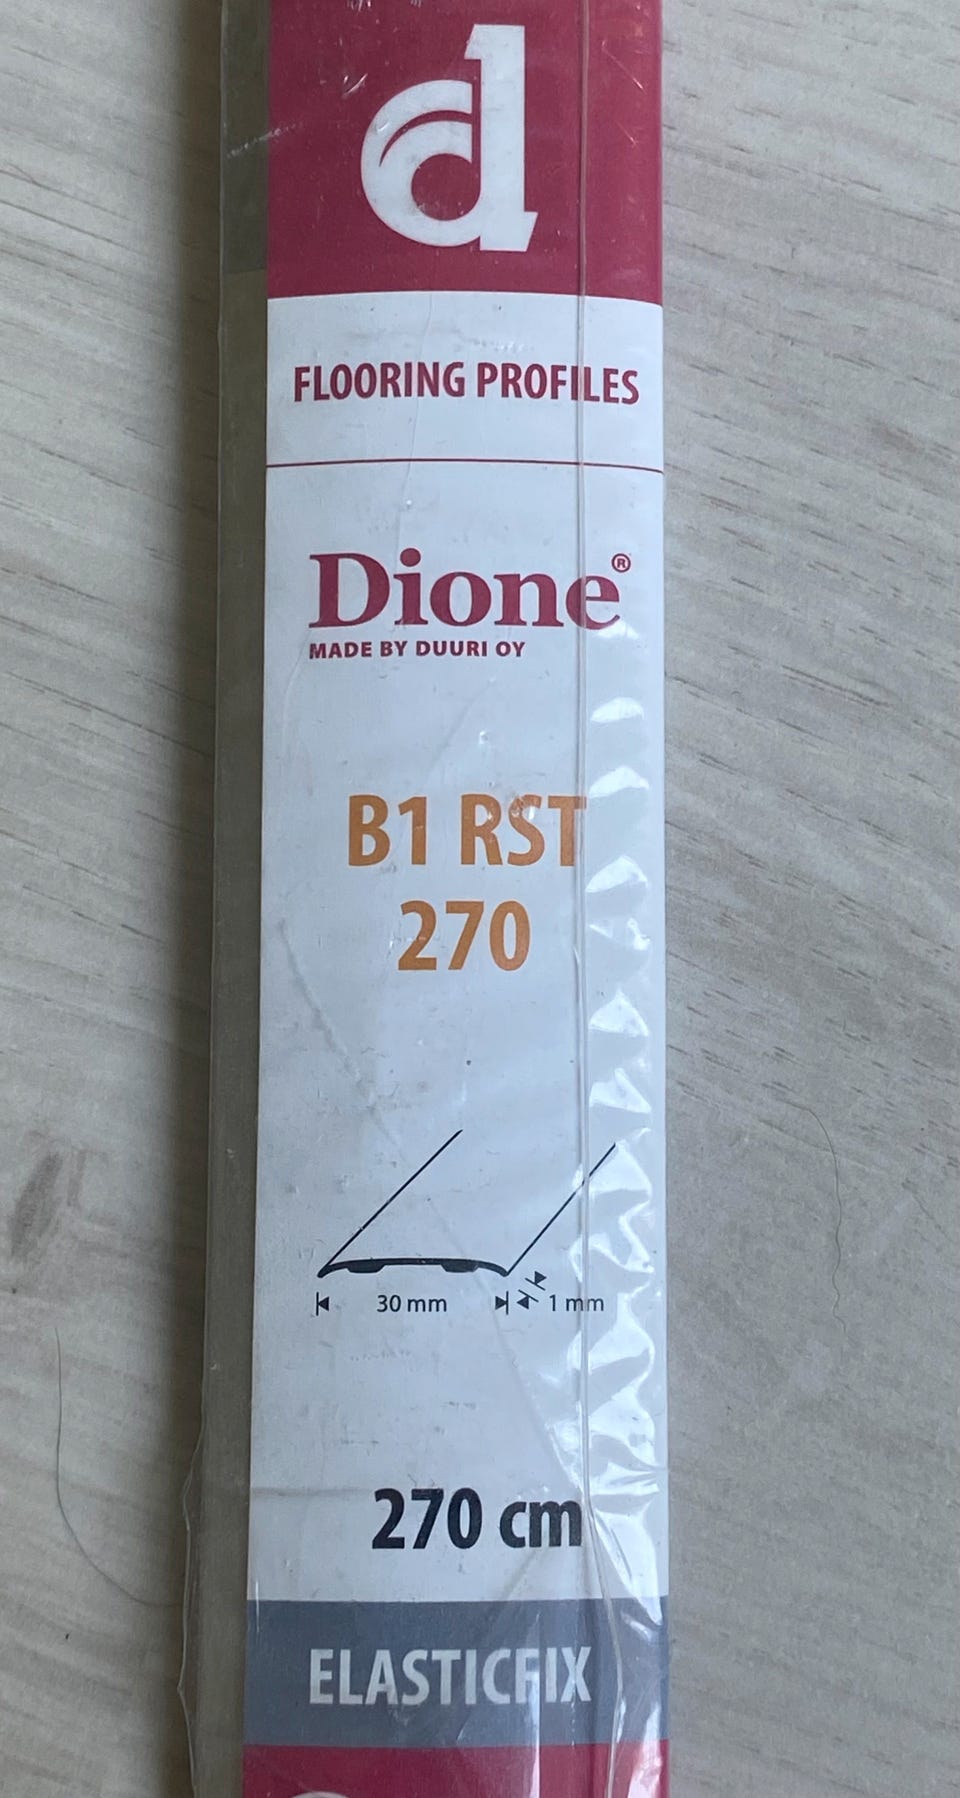 d
FLOORING PROFILES
Dione®
MADE BY DUURI OY
B1 RST
270
30 mm 1 mm
270 cm
ELASTICFIX